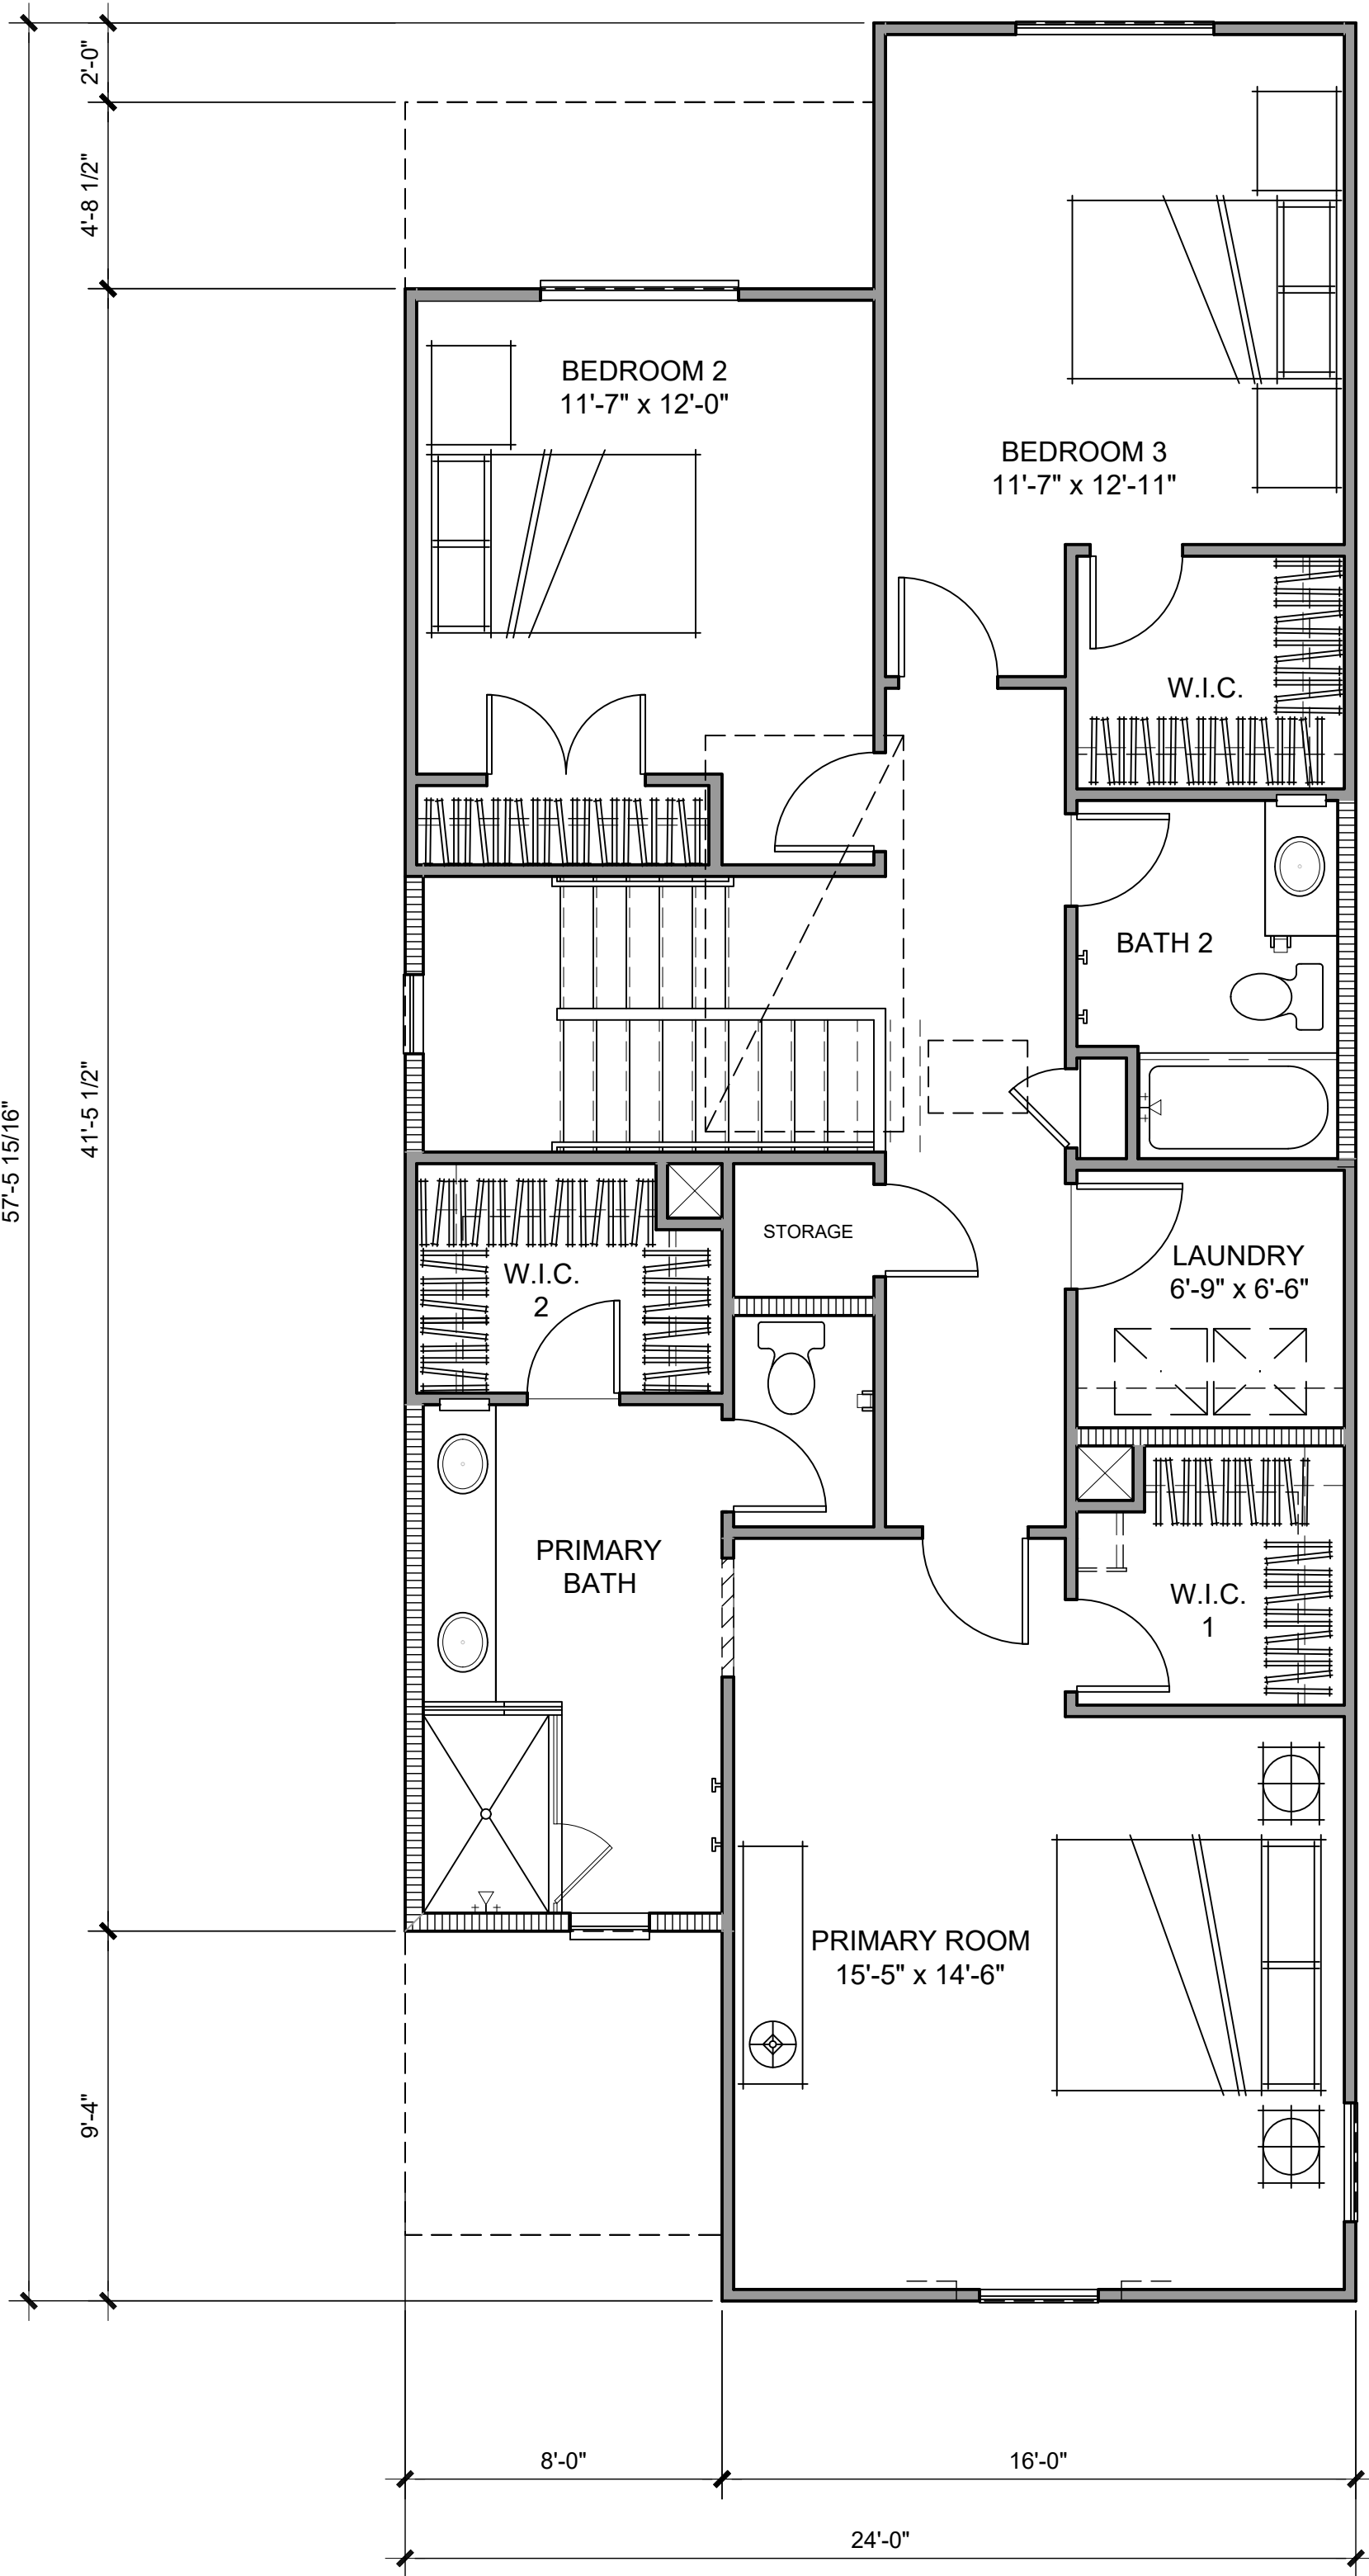 2'-0"
4'-8 1/2"
BEDROOM 2
11'-7" x 12'-0"
BEDROOM 3
11'-7" x 12'-11"
W.I.C.
BATH 2
41'-5 1/2"
57'-5 15/16"
STORAGE
LAUNDRY
6'-9" x 6'-6"
W.I.C.
2
PRIMARY
BATH
W.I.C.
1
PRIMARY ROOM
15'-5" x 14'-6"
9'-4"
8'-0"
16'-0"
24'-0"